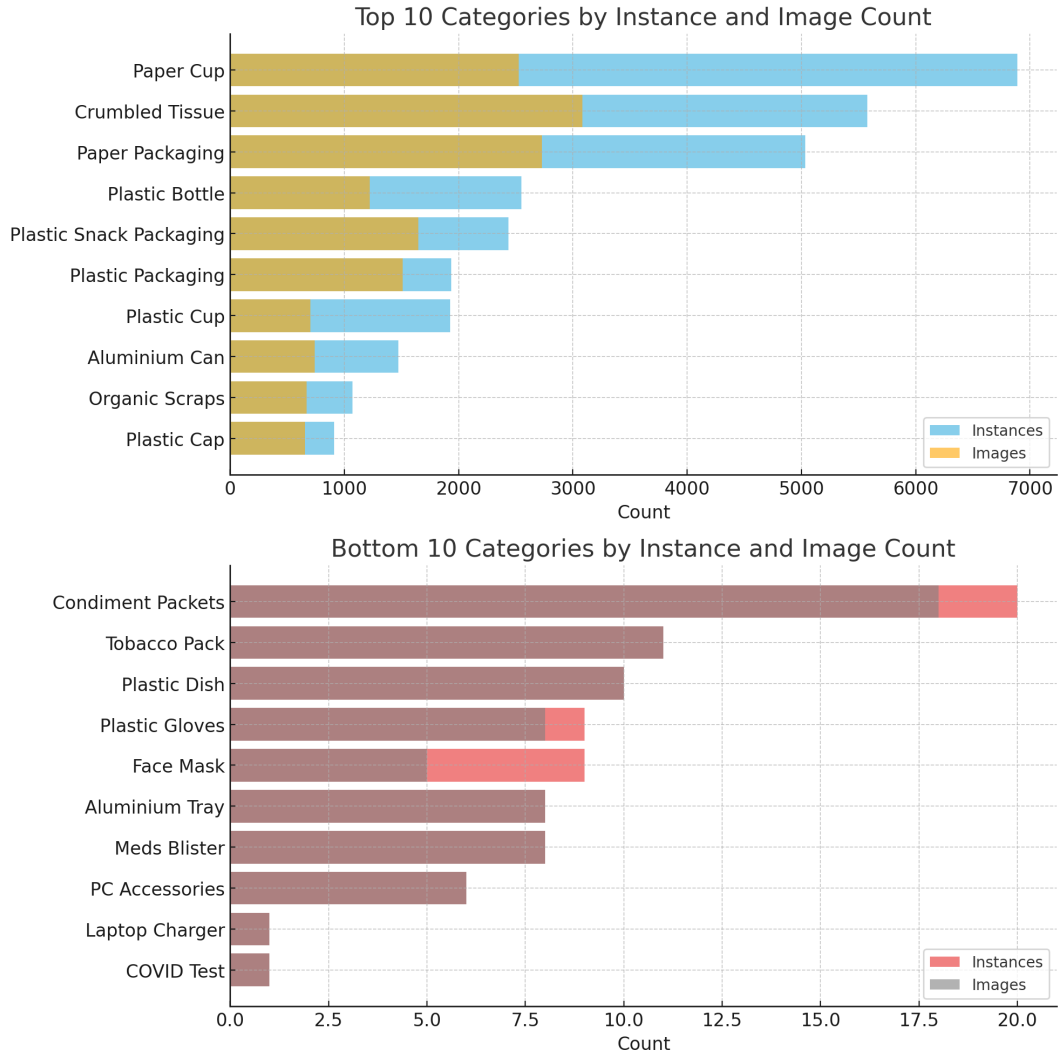 Top 10 Categories by Instance and Image Count
Paper Cup
Crumbled Tissue
Paper Packaging
Plastic Bottle
Plastic Snack Packaging
Plastic Packaging
Plastic Cup
Aluminium Can
Organic Scraps
Plastic Cap
Instances
Images
0 1000 2000 3000 4000 5000 6000 7000
Count
Bottom 10 Categories by Instance and Image Count
Condiment Packets
Tobacco Pack
Plastic Dish
Plastic Gloves
Face Mask
Aluminium Tray
Meds Blister
PC Accessories
Laptop Charger
COVID Test
Instances
Images
0.0 2.5 5.0 7.5 10.0 12.5 15.0 17.5 20.0
Count